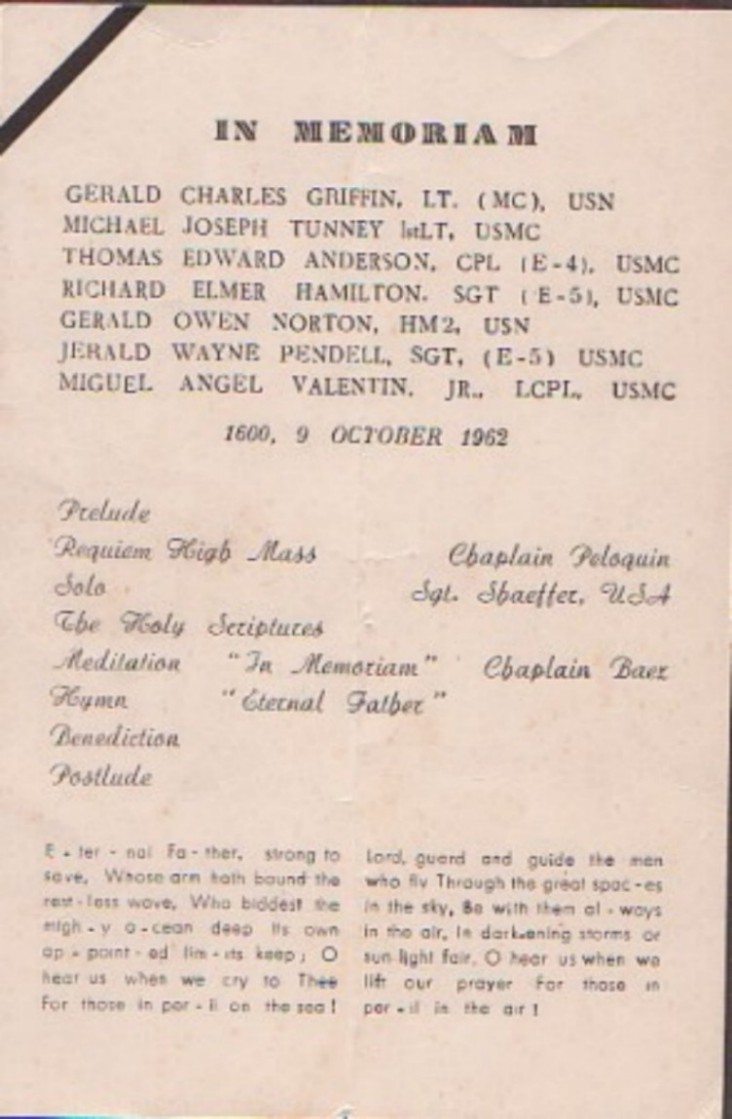 IN MEMORIAM
GERALD CHARLES GRIFFIN, LT. (MC), USN
MICHAEL JOSEPH TUNNEY 1stLT, USMC
THOMAS EDWARD ANDERSON, CPL (E-4), USMC
RICHARD ELMER HAMILTON. SGT (E-5), USMC
GERALD OWEN NORTON, HM2, USN
JERALD WAYNE PENDELL, SGT, (E-5) USMC
MIGUEL ANGEL VALENTIN, JR., LCPL, USMC
1600, 9 OCTOBER 1962
Prelude
Requiem High Mass Chaplain Peloquin
Solo Sgt. Shaeffer, USA
The Holy Scriptures
Meditation "In Memoriam" Chaplain Baer
Hymn "Eternal Father"
Benediction
Postlude
E - ter - nal Fa - ther, strong to
save, Whose arm hath bound the
rest - less wave, Who biddest the
migh - y o - cean deep Its own
ap - point - ed lim - its keep; O
hear us when we cry to Thee
For those in per - il on the sea!
Lord, guard and guide the men
who fly Through the great spac - es
in the sky, Be with them al - ways
in the air, In dark-ening storms or
sun light fair, O hear us when we
lift our prayer For those in
per - il in the air!